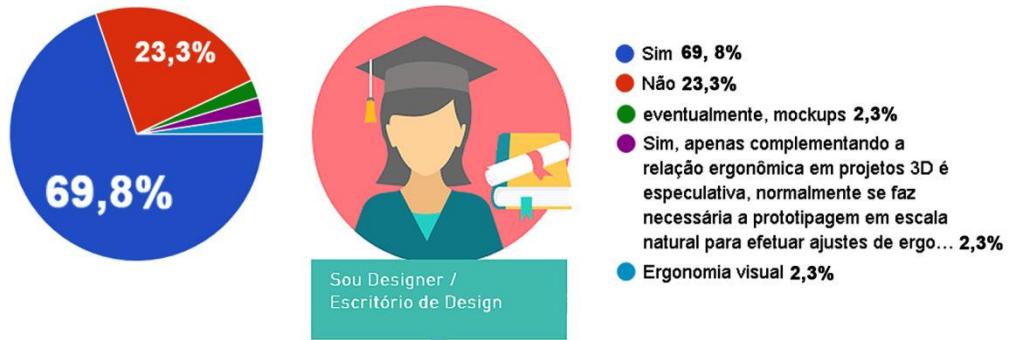 23,3%
69,8%
Sou Designer /
Escritório de Design
Sim 69, 8%
Não 23,3%
eventualmente, mockups 2,3%
Sim, apenas complementando a
relação ergonômica em projetos 3D é
especulativa, normalmente se faz
necessária a prototipagem em escala
natural para efetuar ajustes de ergo... 2,3%
Ergonomia visual 2,3%